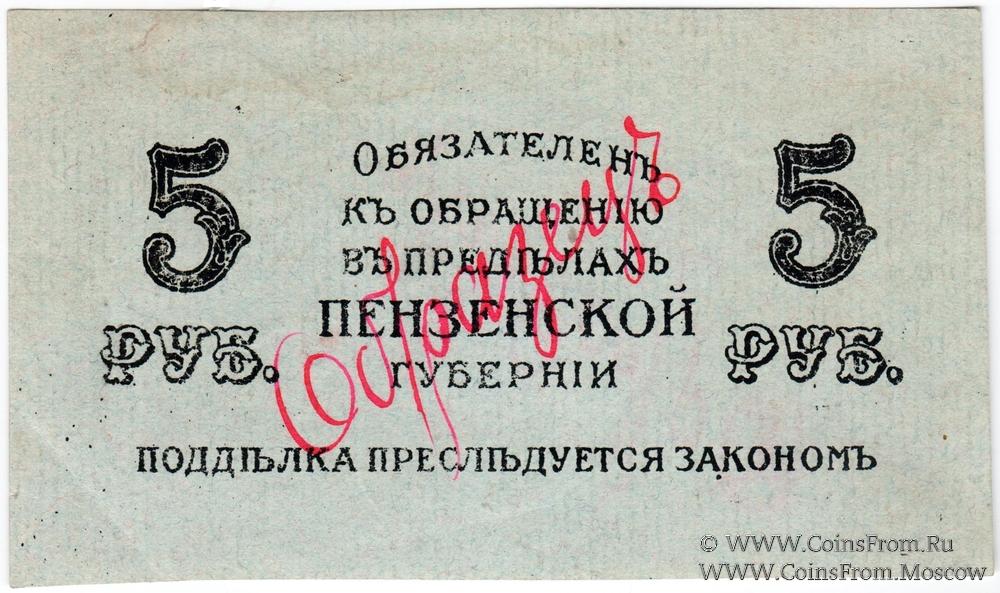 5
5
ОБЯЗАТЕЛЕНЪ
КЪ ОБРАЩЕНІЮ
ВЪ ПРЕДѢЛАХЪ
ПЕНЗЕНСКОЙ
ГУБЕРНІИ
РУБ.
РУБ.
Образецъ
ПОДДѢЛКА ПРЕСЛѢДУЕТСЯ ЗАКОНОМЪ
© WWW.CoinsFrom.Ru
WWW.CoinsFrom.Moscow